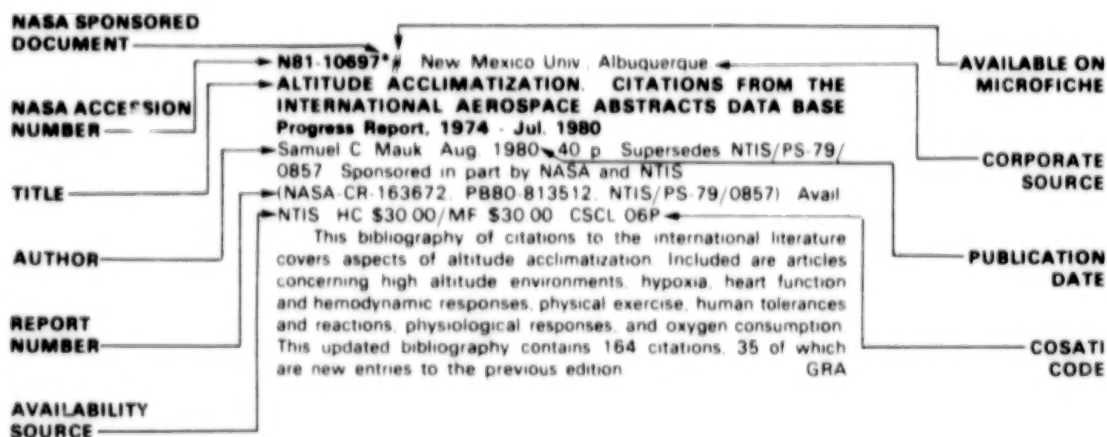 NASA SPONSORED
DOCUMENT
NASA ACCESSION
NUMBER
TITLE
AUTHOR
REPORT
NUMBER
AVAILABILITY
SOURCE
N81-10697*# New Mexico Univ., Albuquerque
ALTITUDE ACCLIMATIZATION. CITATIONS FROM THE
INTERNATIONAL AEROSPACE ABSTRACTS DATA BASE
Progress Report, 1974 - Jul. 1980
Samuel C Mauk Aug 1980 40 p Supersedes NTIS/PS-79/
0857 Sponsored in part by NASA and NTIS
(NASA-CR-163672, PB80-813512, NTIS/PS-79/0857) Avail
NTIS HC $30 00/MF $30 00 CSCL 06P
This bibliography of citations to the international literature
covers aspects of altitude acclimatization. Included are articles
concerning high altitude environments, hypoxia, heart function
and hemodynamic responses, physical exercise, human tolerances
and reactions, physiological responses, and oxygen consumption
This updated bibliography contains 164 citations, 35 of which
are new entries to the previous edition GRA
AVAILABLE ON
MICROFICHE
CORPORATE
SOURCE
PUBLICATION
DATE
COSATI
CODE